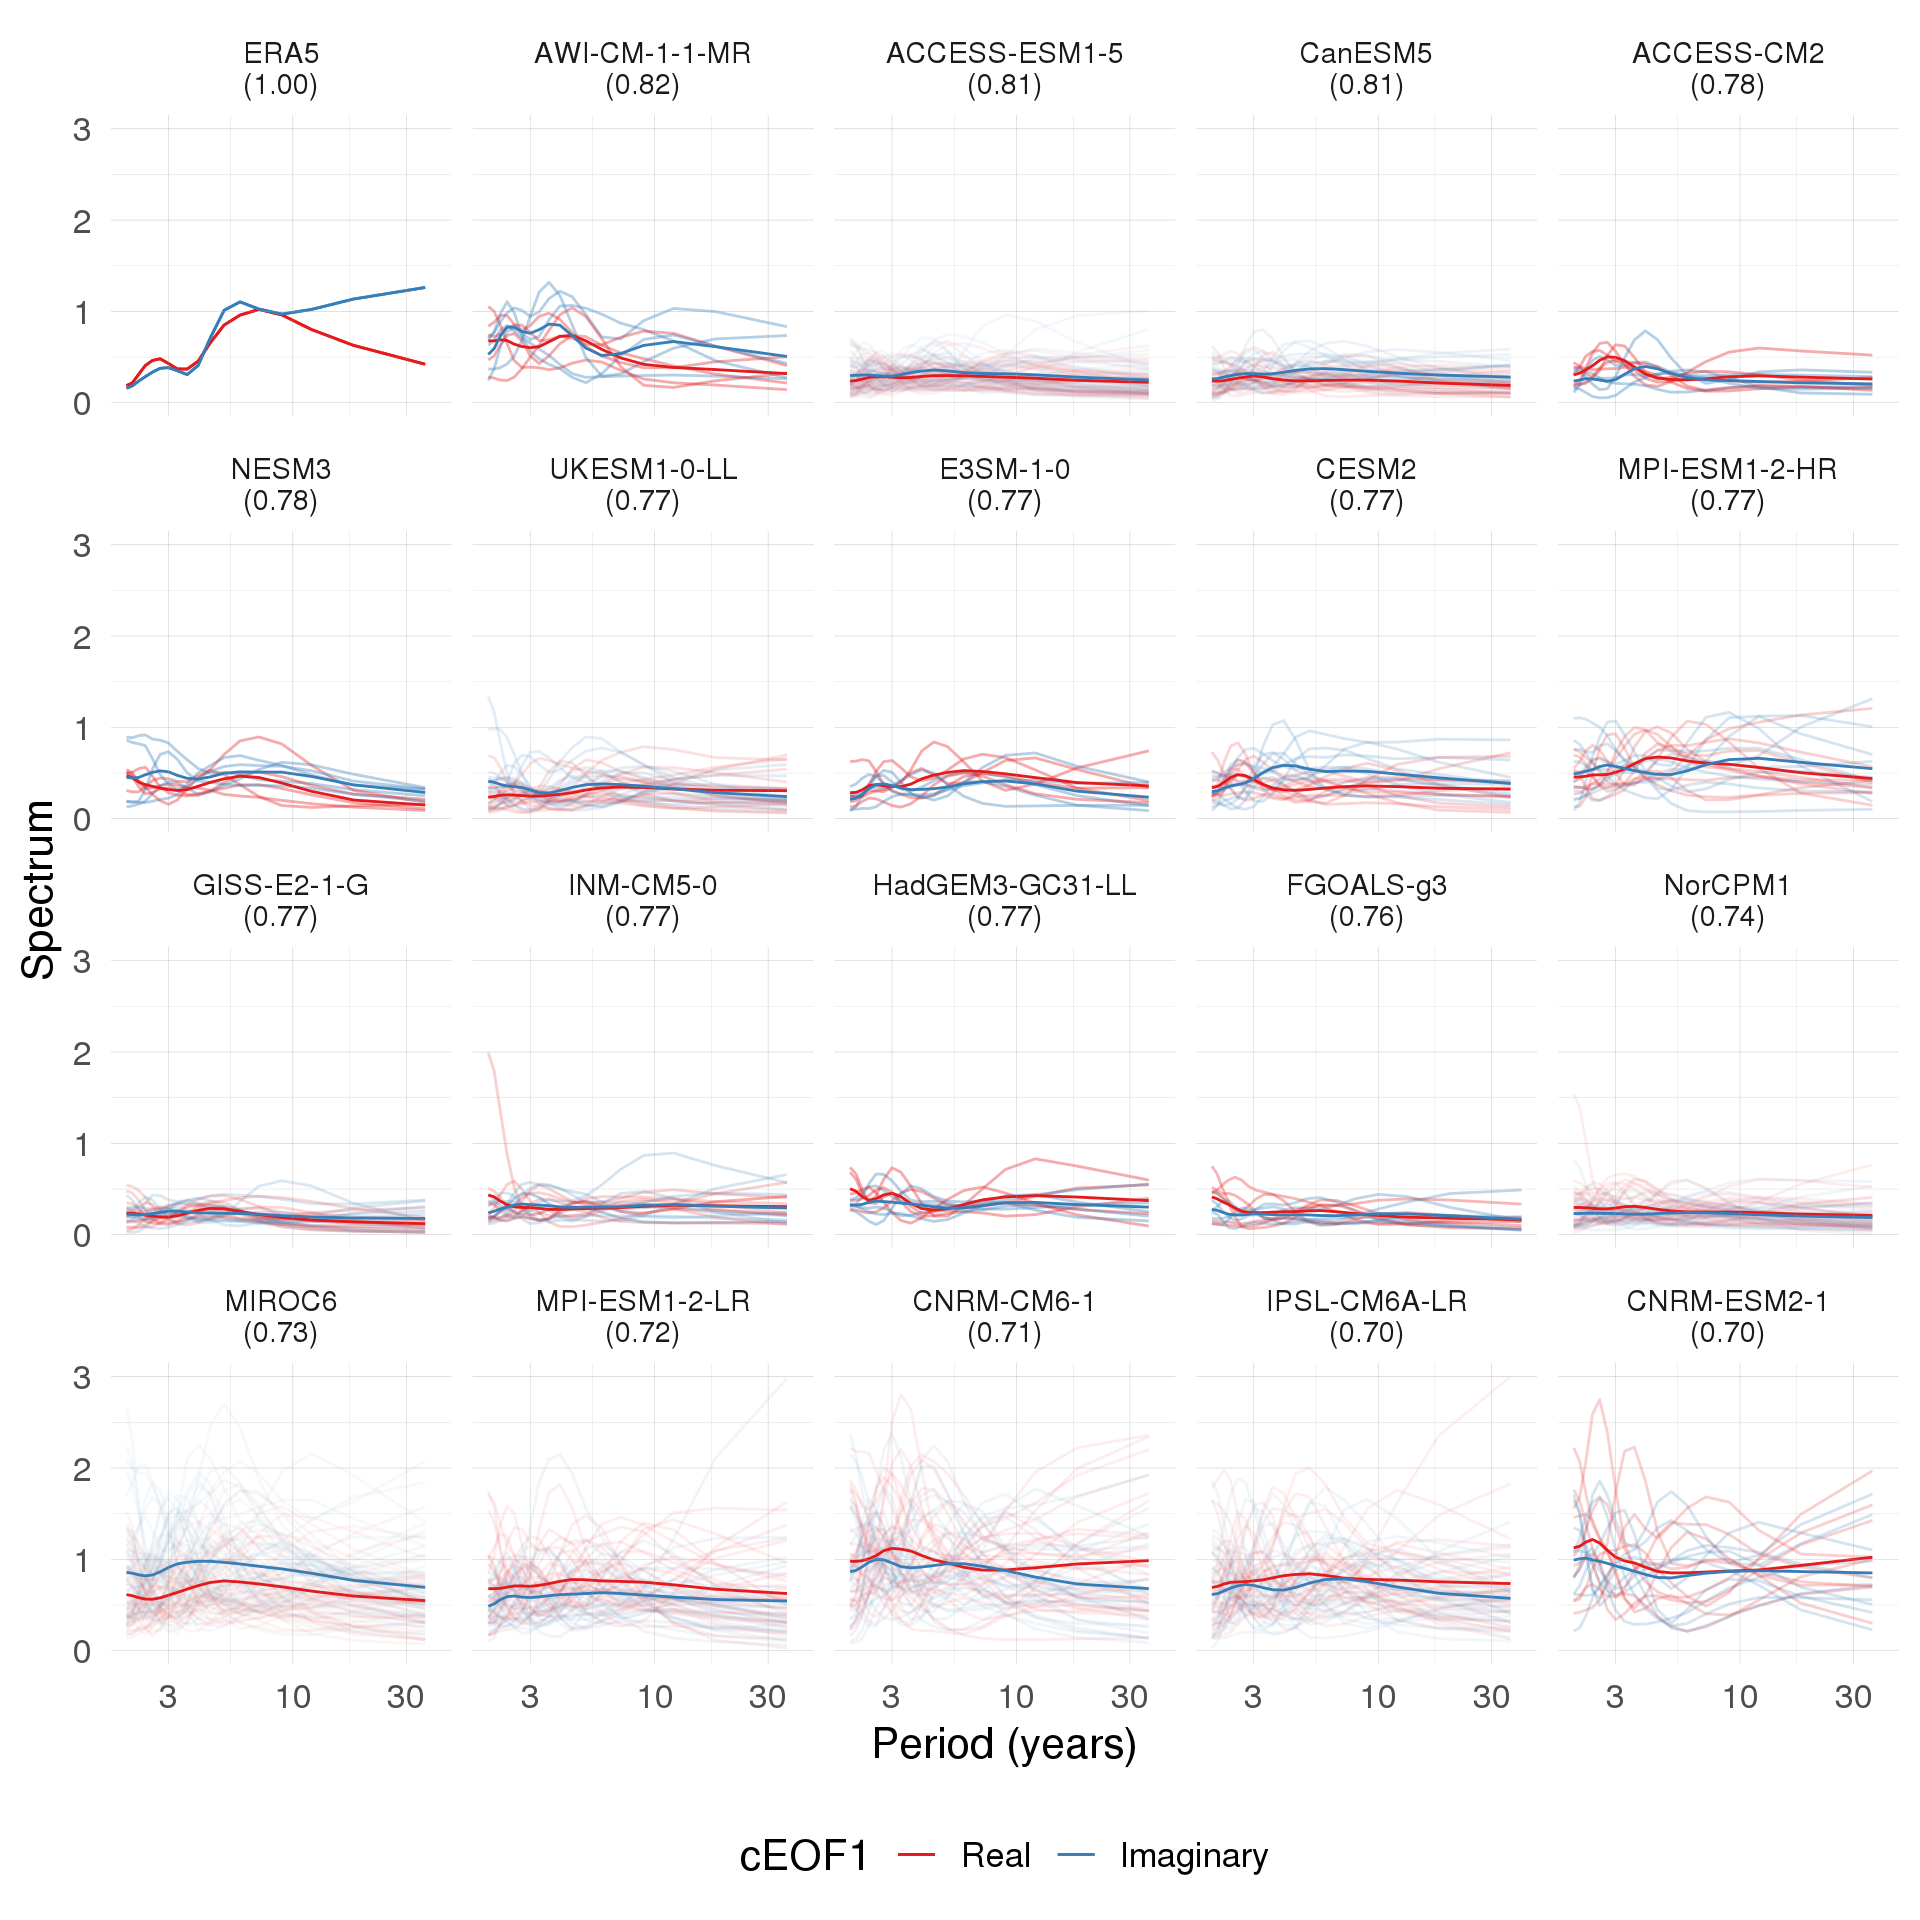 ERA5
(1.00)
AWI-CM-1-1-MR
(0.82)
ACCESS-ESM1-5
(0.81)
CanESM5
(0.81)
ACCESS-CM2
(0.78)
3
2
1
0
NESM3
(0.78)
UKESM1-0-LL
(0.77)
E3SM-1-0
(0.77)
CESM2
(0.77)
MPI-ESM1-2-HR
(0.77)
3
2
1
0
Spectrum
GISS-E2-1-G
(0.77)
INM-CM5-0
(0.77)
HadGEM3-GC31-LL
(0.77)
FGOALS-g3
(0.76)
NorCPM1
(0.74)
3
2
1
0
MIROC6
(0.73)
MPI-ESM1-2-LR
(0.72)
CNRM-CM6-1
(0.71)
IPSL-CM6A-LR
(0.70)
CNRM-ESM2-1
(0.70)
3
2
1
0
3 10 30 3 10 30 3 10 30 3 10 30 3 10 30
Period (years)
cEOF1 Real Imaginary